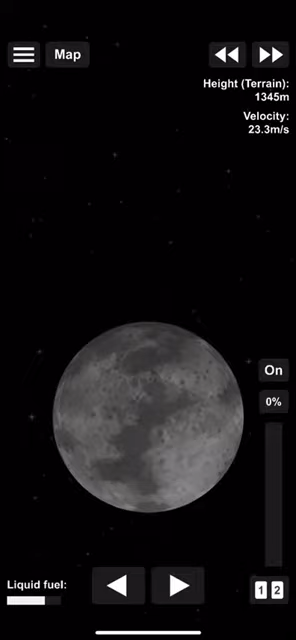 Map
Height (Terrain):
1345m
Velocity:
23.3m/s
On
0%
Liquid fuel:
1 2